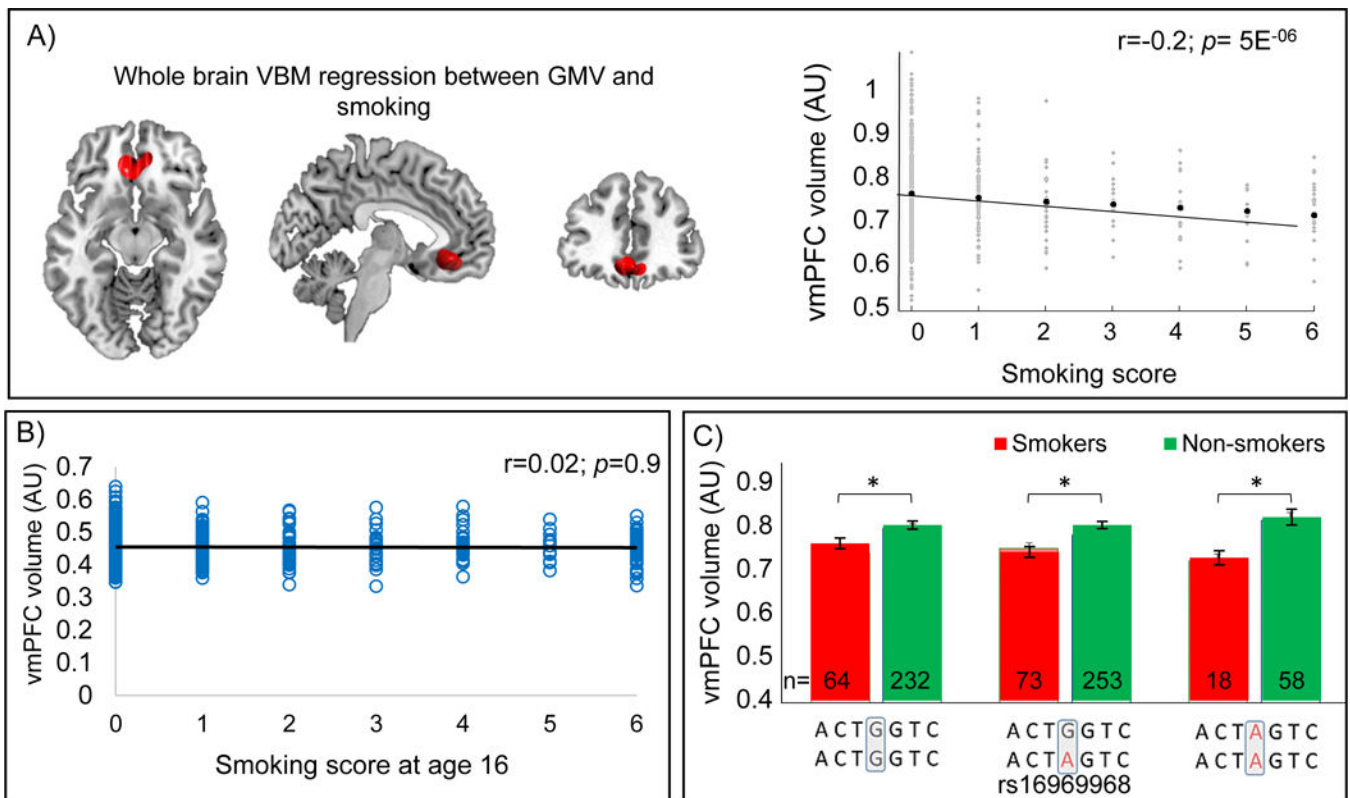 A)
Whole brain VBM regression between GMV and
smoking
r=-0.2; p= 5E-06
vmPFC volume (AU)
1
0.9
0.8
0.7
0.6
0.5
0 1 2 3 4 5 6
Smoking score
B)
r=0.02; p=0.9
vmPFC volume (AU)
0.7
0.6
0.5
0.4
0.3
0.2
0.1
0
0 1 2 3 4 5 6
Smoking score at age 16
C)
Smokers Non-smokers
vmPFC volume (AU)
0.9
0.8
0.7
0.6
0.5
0.4
* * *
n= 64 232 73 253 18 58
A C T G G T C A C T G G T C A C T A G T C
A C T G G T C A C T A G T C A C T A G T C
rs16969968